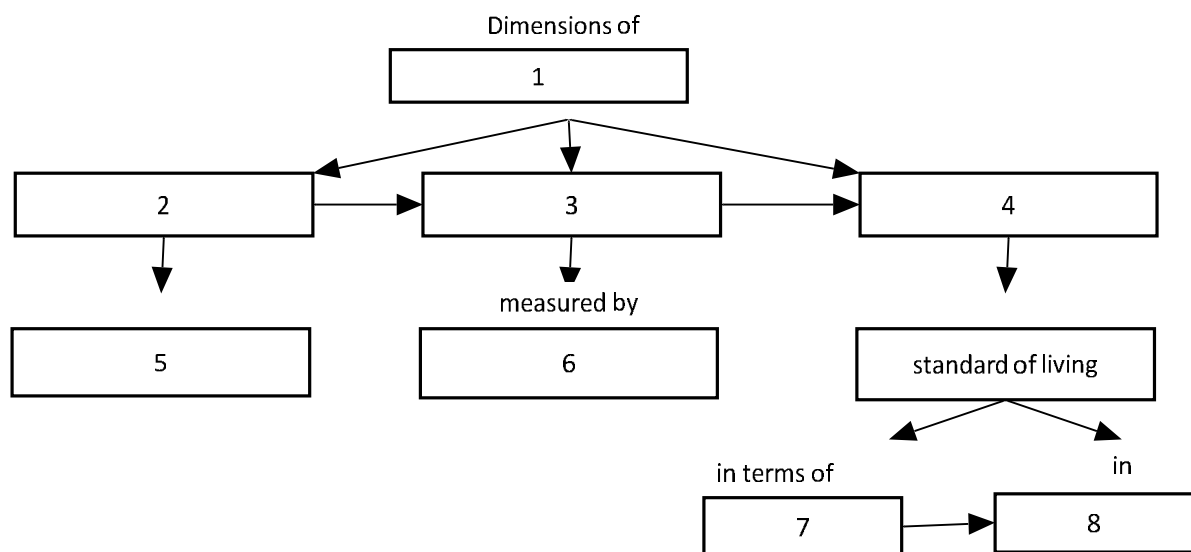 Dimensions of
1
2
3
4
measured by
5
6
standard of living
in terms of
in
7
8